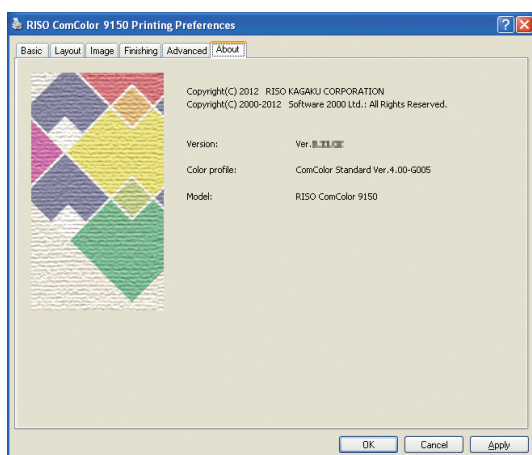 RISO ComColor 9150 Printing Preferences
Basic Layout Image Finishing Advanced About
Copyright(C) 2012 RISO KAGAKU CORPORATION
Copyright(C) 2000-2012 Software 2000 Ltd.: All Rights Reserved.
Version: Ver.
Color profile: ComColor Standard Ver.4.00-G005
Model: RISO ComColor 9150
OK Cancel Apply